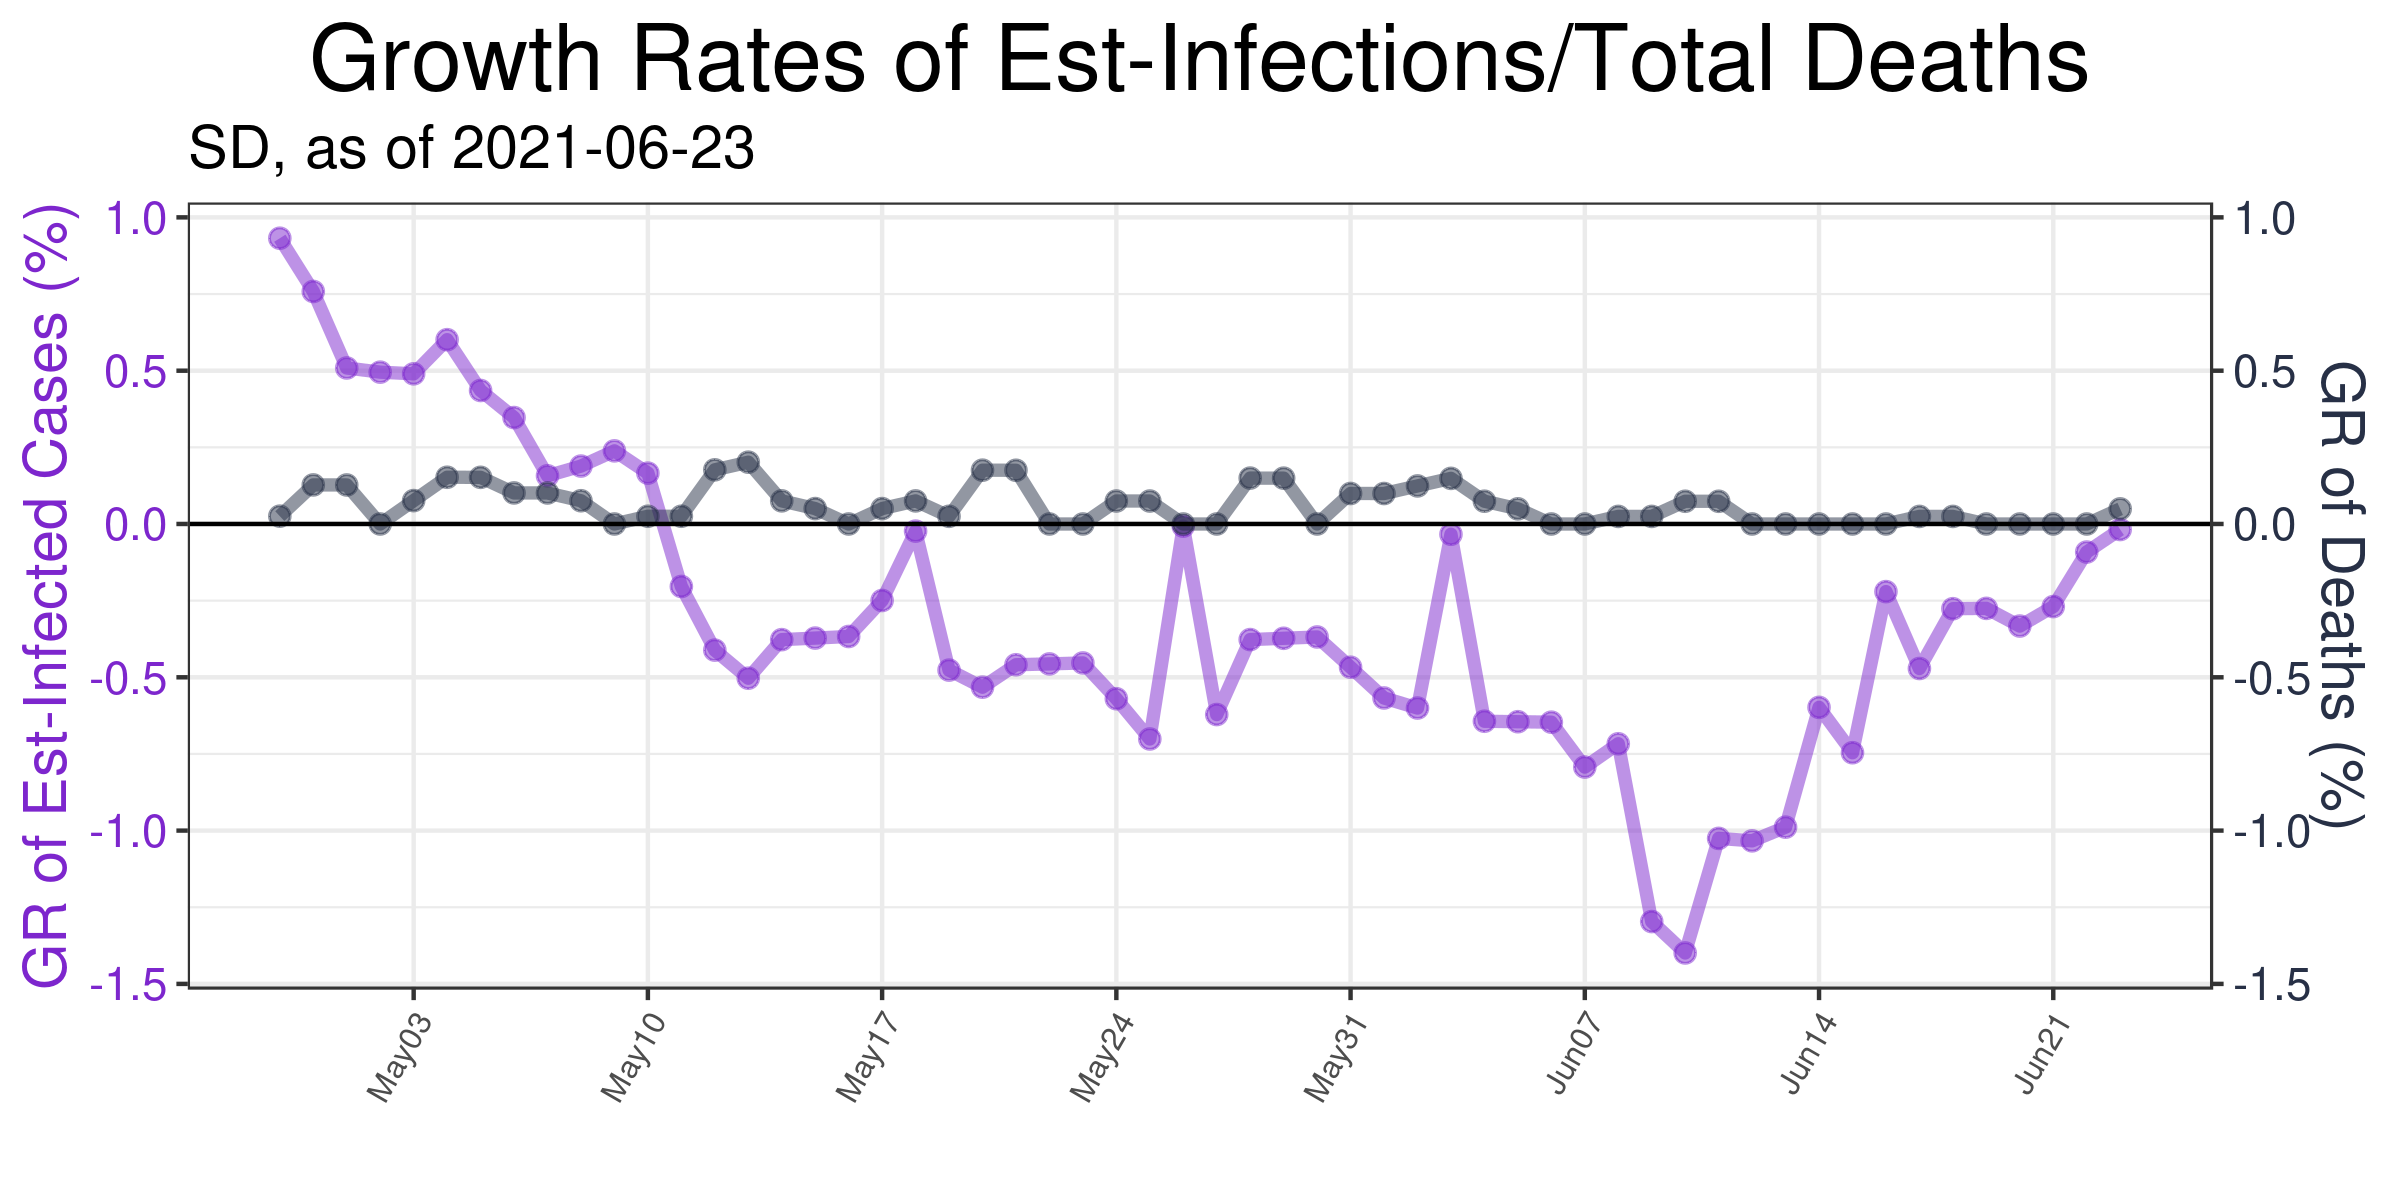 Growth Rates of Est-Infections/Total Deaths
SD, as of 2021-06-23
GR of Est-Infected Cases (%)
1.0
0.5
0.0
-0.5
-1.0
-1.5
1.0
0.5
0.0
-0.5
-1.0
-1.5
GR of Deaths (%)
May03
May10
May17
May24
May31
Jun07
Jun14
Jun21